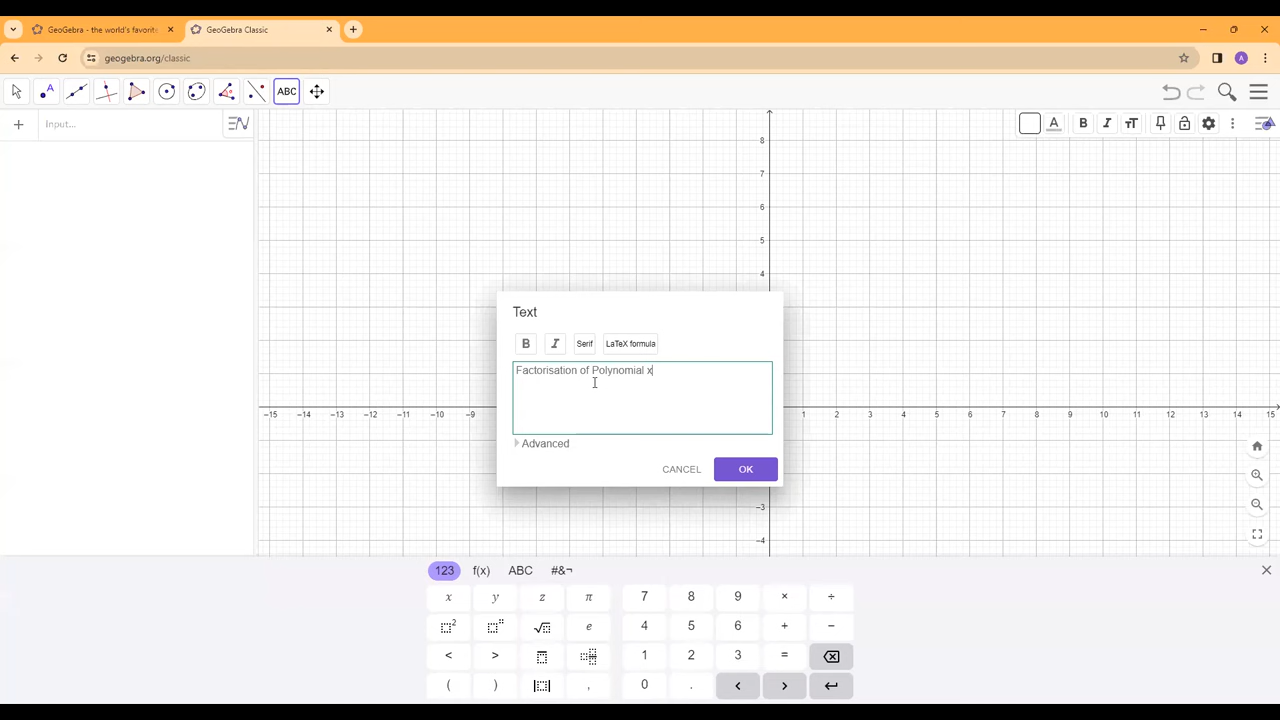 GeoGebra - the world's favorite
GeoGebra Classic
geogebra.org/classic
A
A
ABC
Input...
A B I TT
Text
B I Serif LaTeX formula
Factorisation of Polynomial x
Advanced
CANCEL OK
8
7
6
5
4
−15 −14 −13 −12 −11 −10 −9 1 2 3 4 5 6 7 8 9 10 11 12 13 14 15
−3
−4
123 f(x) ABC #&¬
x y z π 7 8 9 × ÷
2 √ e 4 5 6 + −
< > 1 2 3 =
( ) , 0 . < >